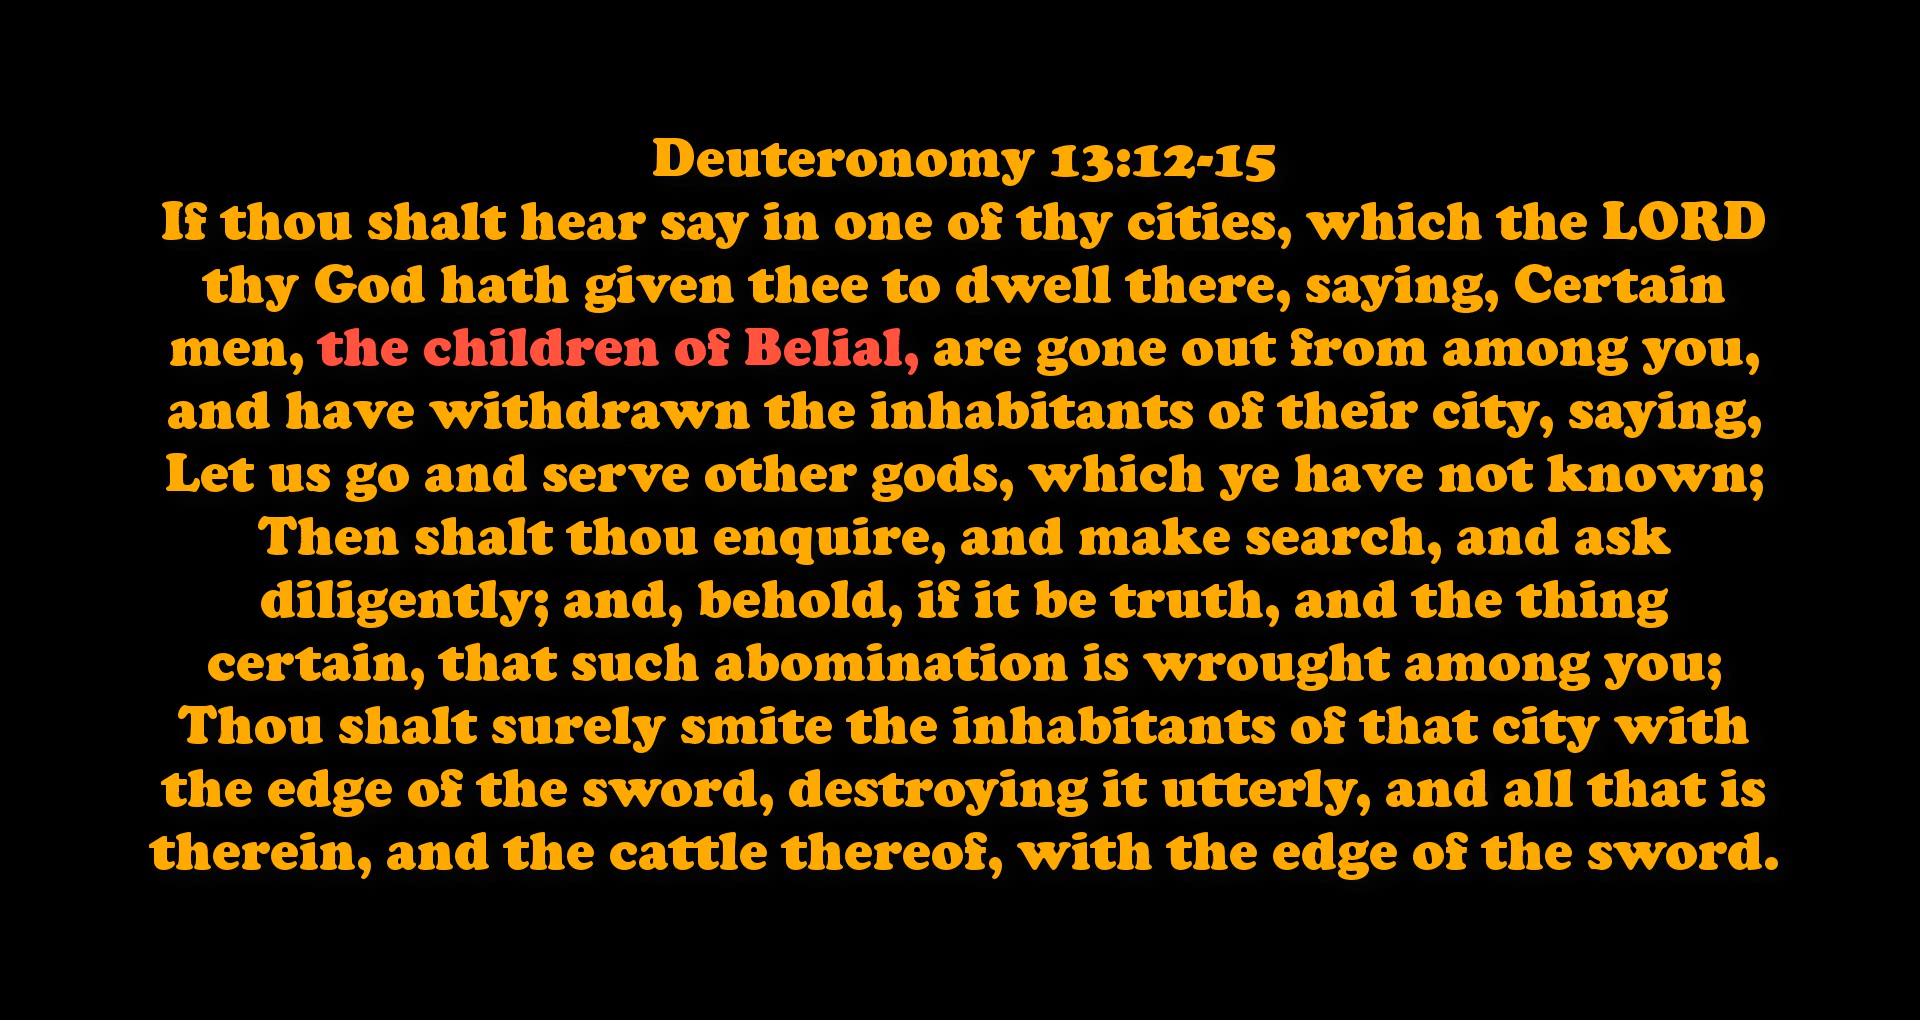 Deuteronomy 13:12-15
If thou shalt hear say in one of thy cities, which the LORD
thy God hath given thee to dwell there, saying, Certain
men, the children of Belial, are gone out from among you,
and have withdrawn the inhabitants of their city, saying,
Let us go and serve other gods, which ye have not known;
Then shalt thou enquire, and make search, and ask
diligently; and, behold, if it be truth, and the thing
certain, that such abomination is wrought among you;
Thou shalt surely smite the inhabitants of that city with
the edge of the sword, destroying it utterly, and all that is
therein, and the cattle thereof, with the edge of the sword.